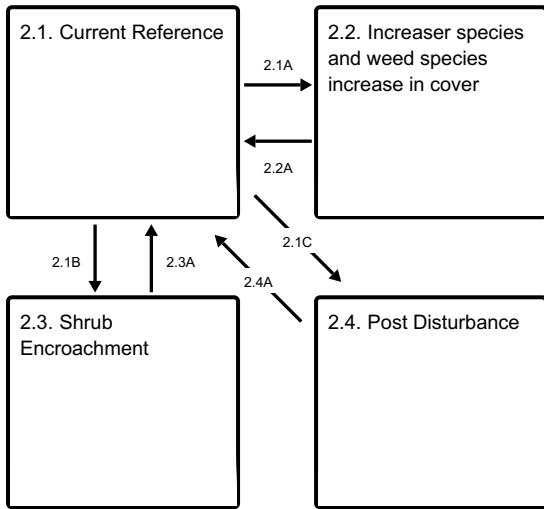 2.1. Current Reference
2.2. Increaser species
and weed species
increase in cover
2.1A
2.2A
2.1B
2.3A
2.1C
2.4A
2.3. Shrub
Encroachment
2.4. Post Disturbance